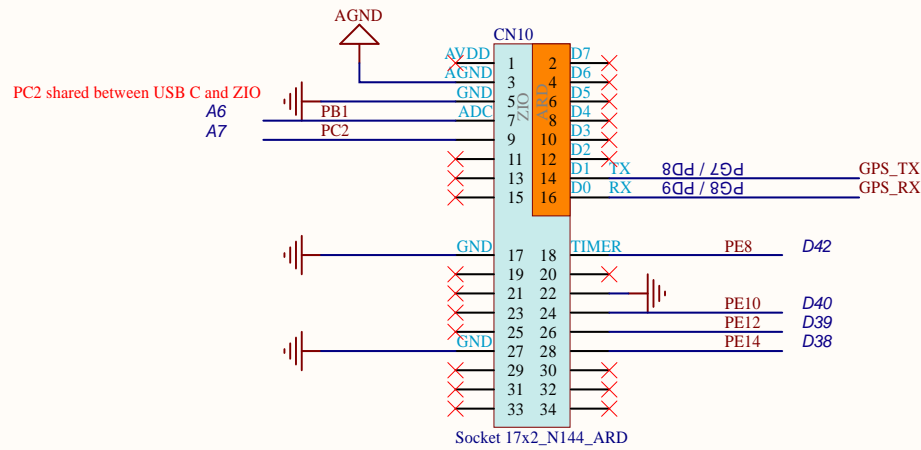 AGND
CN10
AVDD 1 2 D7
AGND 3 4 D6
PC2 shared between USB C and ZIO
GND 5 6 D5
ZIO ARD
A6 PB1 ADC 7 8 D4
A7 PC2 9 10 D3
11 12 D2
13 14 D1 TX PG7 / PD8 GPS_TX
15 16 D0 RX PG8 / PD9 GPS_RX
GND 17 18 TIMER PE8 D42
19 20
21 22
23 24 PE10 D40
25 26 PE12 D39
GND 27 28 PE14 D38
29 30
31 32
33 34
Socket 17x2_N144_ARD